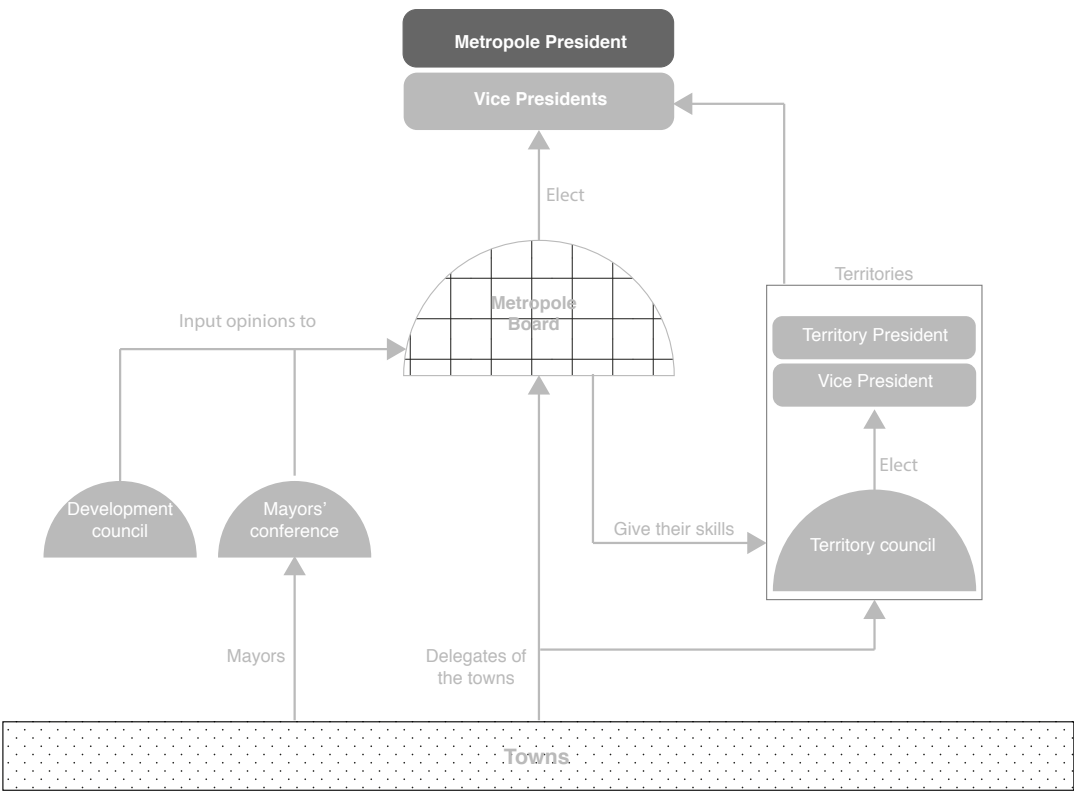 Metropole President
Vice Presidents
Elect
Territories
Metropole
Board
Input opinions to
Territory President
Vice President
Elect
Development
council
Mayors'
conference
Give their skills
Territory council
Mayors
Delegates of
the towns
Towns